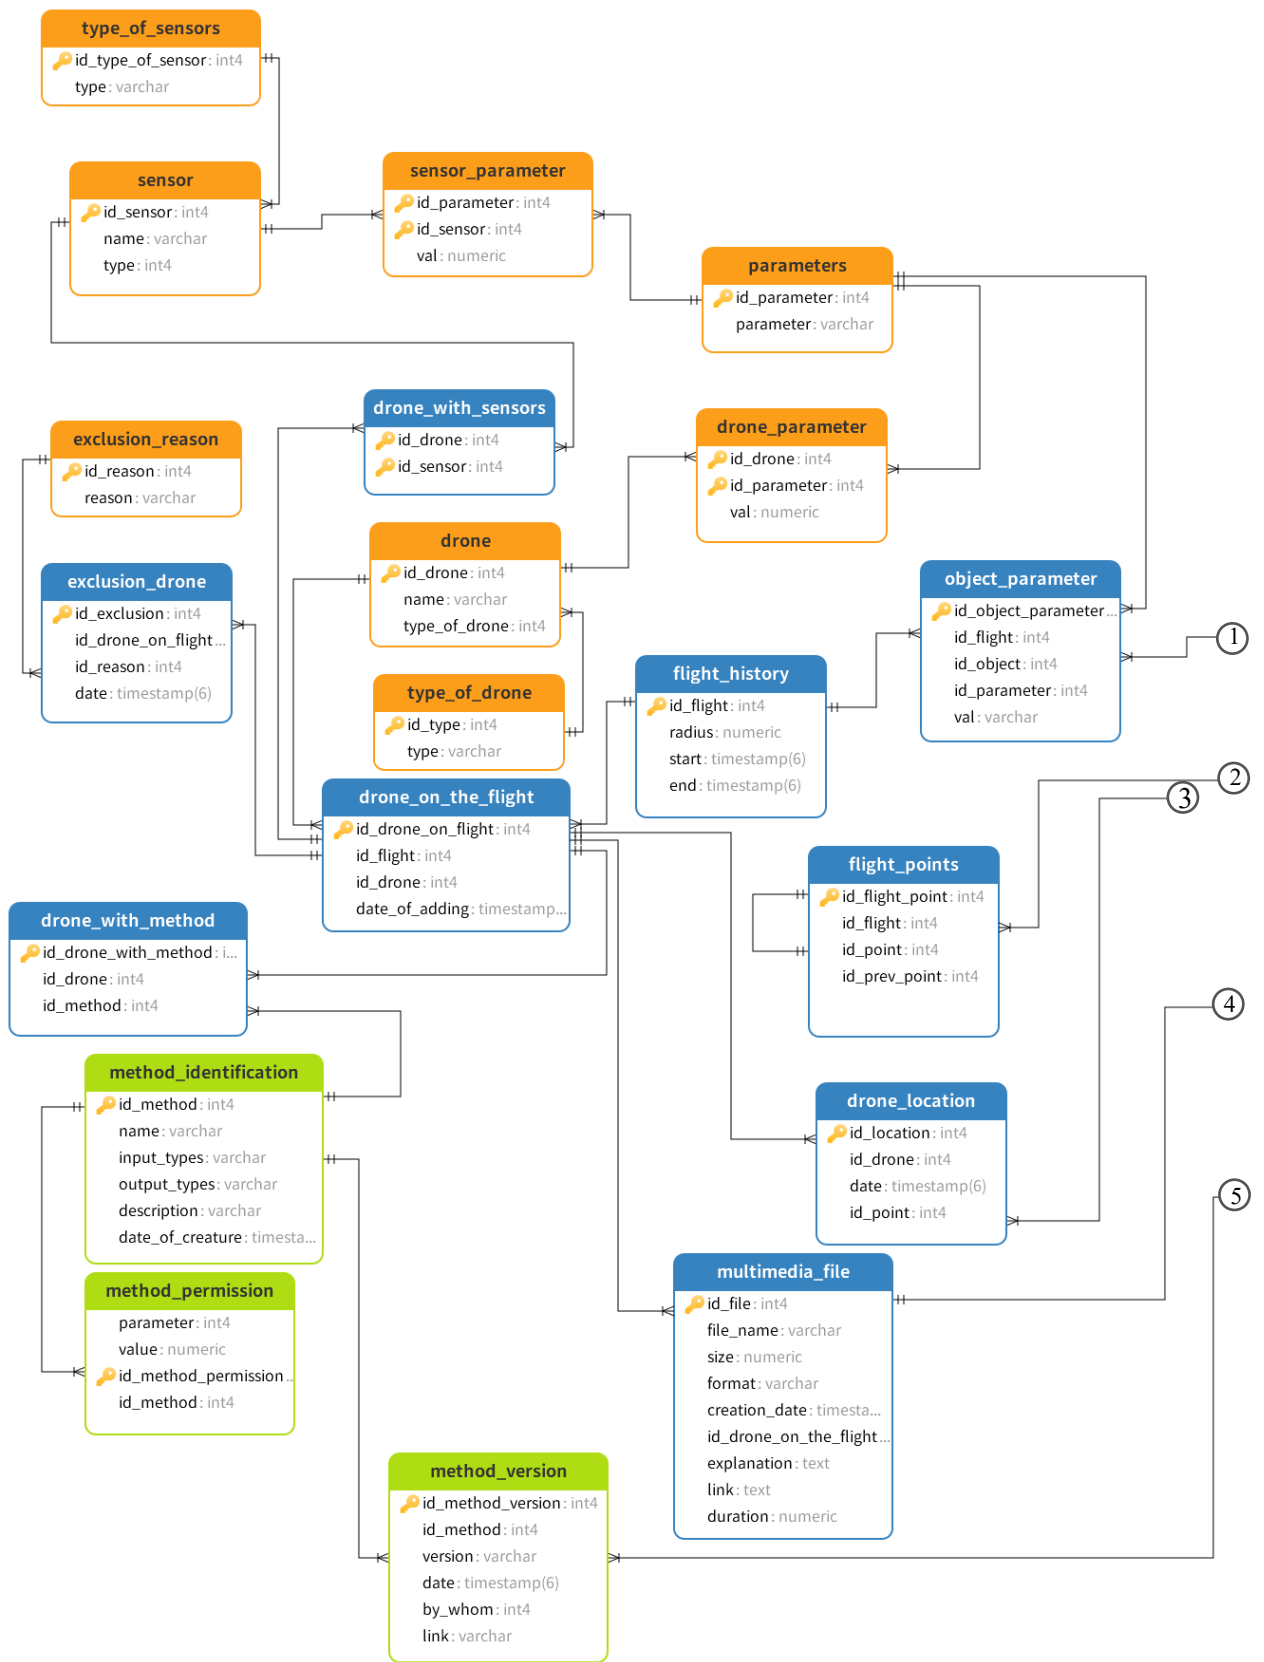 type_of_sensors
id_type_of_sensor: int4
type: varchar
sensor
id_sensor: int4
name: varchar
type: int4
sensor_parameter
id_parameter: int4
id_sensor: int4
val: numeric
parameters
id_parameter: int4
parameter: varchar
drone_with_sensors
id_drone: int4
id_sensor: int4
drone_parameter
id_drone: int4
id_parameter: int4
val: numeric
exclusion_reason
id_reason: int4
reason: varchar
drone
id_drone: int4
name: varchar
type_of_drone: int4
exclusion_drone
id_exclusion: int4
id_drone_on_flight...
id_reason: int4
date: timestamp(6)
object_parameter
id_object_parameter...
id_flight: int4
id_object: int4
id_parameter: int4
val: varchar
1
type_of_drone
id_type: int4
type: varchar
flight_history
id_flight: int4
radius: numeric
start: timestamp(6)
end: timestamp(6)
2
3
drone_on_the_flight
id_drone_on_flight: int4
id_flight: int4
id_drone: int4
date_of_adding: timestamp...
flight_points
id_flight_point: int4
id_flight: int4
id_point: int4
id_prev_point: int4
drone_with_method
id_drone_with_method: i...
id_drone: int4
id_method: int4
4
method_identification
id_method: int4
name: varchar
input_types: varchar
output_types: varchar
description: varchar
date_of_creature: timesta...
drone_location
id_location: int4
id_drone: int4
date: timestamp(6)
id_point: int4
5
method_permission
parameter: int4
value: numeric
id_method_permission..
id_method: int4
multimedia_file
id_file: int4
file_name: varchar
size: numeric
format: varchar
creation_date: timesta...
id_drone_on_the_flight...
explanation: text
link: text
duration: numeric
method_version
id_method_version: int4
id_method: int4
version: varchar
date: timestamp(6)
by_whom: int4
link: varchar